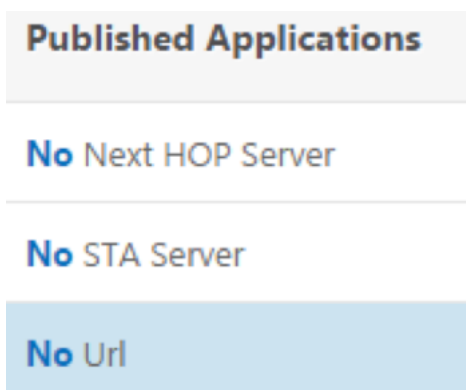 Published Applications
No Next HOP Server
No STA Server
No Url